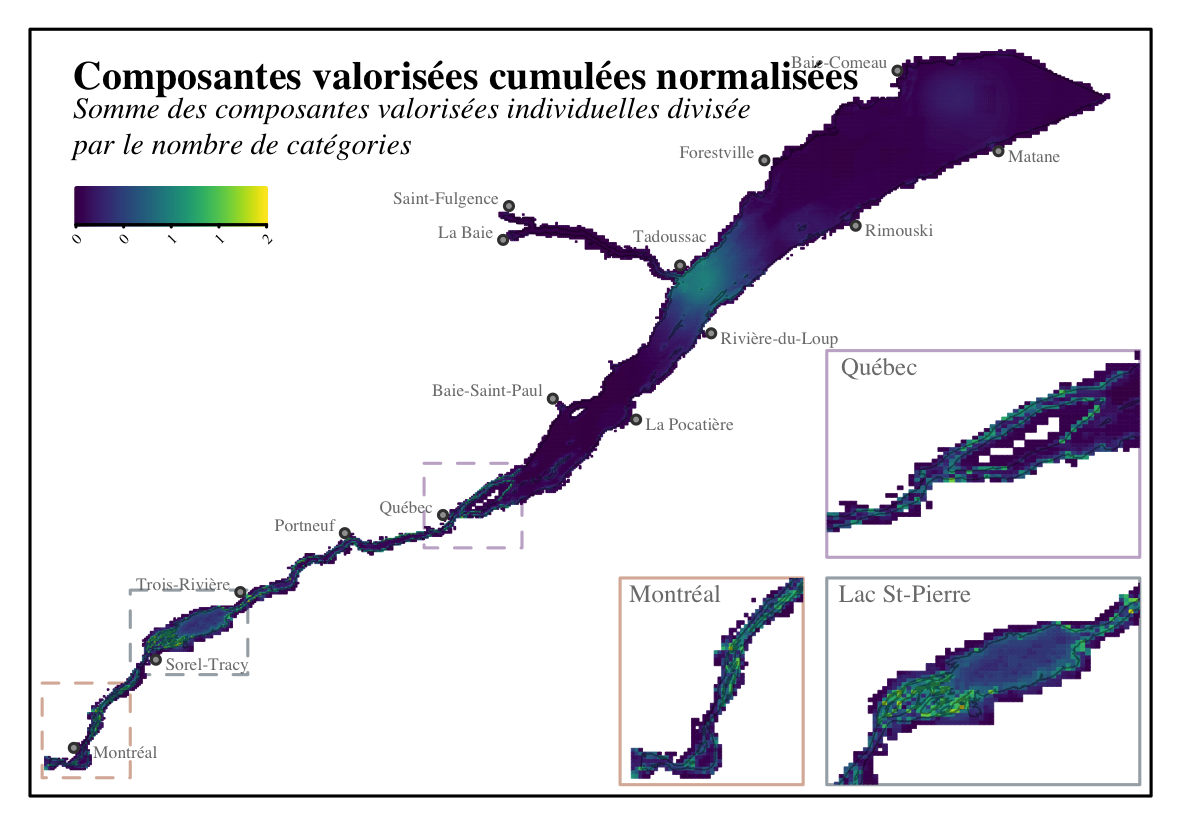 Composantes valorisées cumulées normalisées
Somme des composantes valorisées individuelles divisée
par le nombre de catégories
0 0 1 1 2
Baie-Comeau
Forestville
Matane
Saint-Fulgence
La Baie
Tadoussac
Rimouski
Rivière-du-Loup
Baie-Saint-Paul
La Pocatière
Québec
Portneuf
Trois-Rivière
Sorel-Tracy
Montréal
Québec
Montréal
Lac St-Pierre